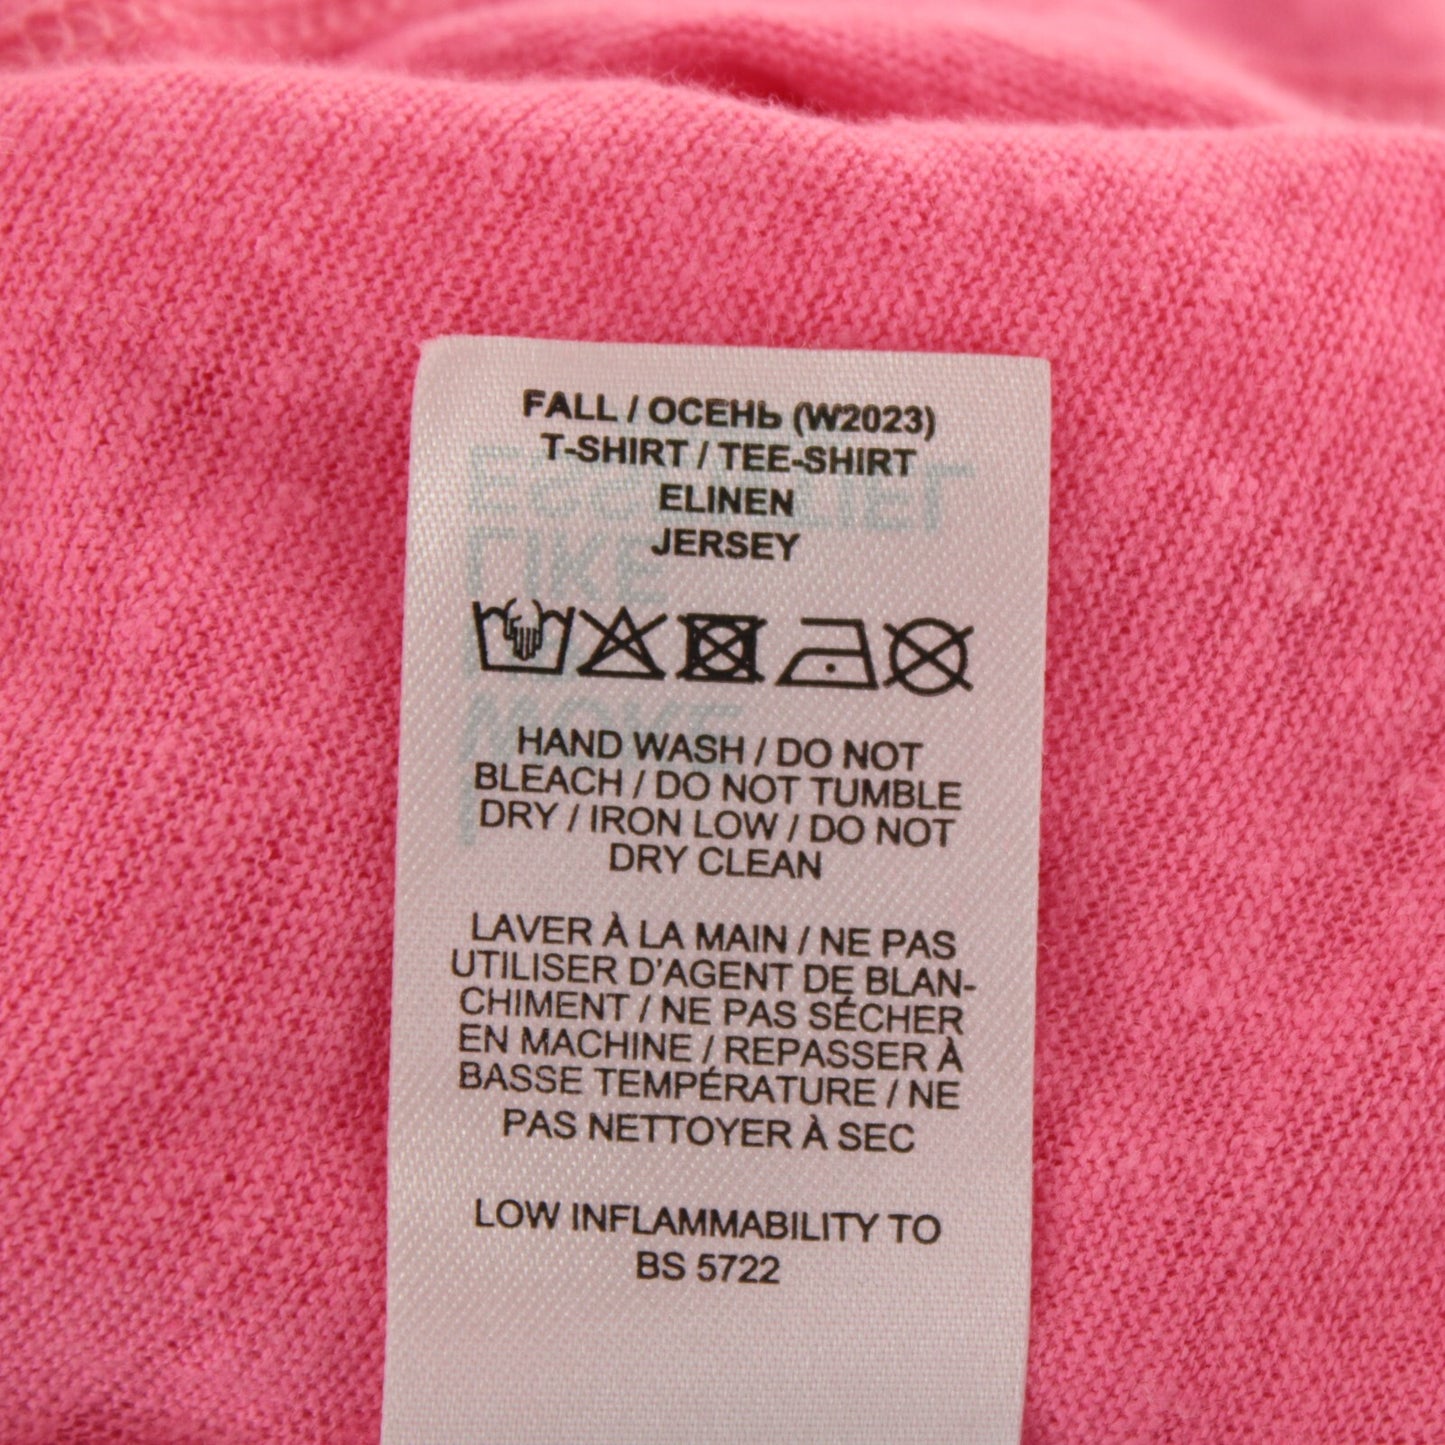 FALL / ОСЕНЬ (W2023)
T-SHIRT / TEE-SHIRT
ELINEN
JERSEY
HAND WASH / DO NOT
BLEACH / DO NOT TUMBLE
DRY / IRON LOW / DO NOT
DRY CLEAN
LAVER À LA MAIN / NE PAS
UTILISER D'AGENT DE BLAN-
CHIMENT / NE PAS SÉCHER
EN MACHINE / REPASSER À
BASSE TEMPÉRATURE / NE
PAS NETTOYER À SEC
LOW INFLAMMABILITY TO
BS 5722